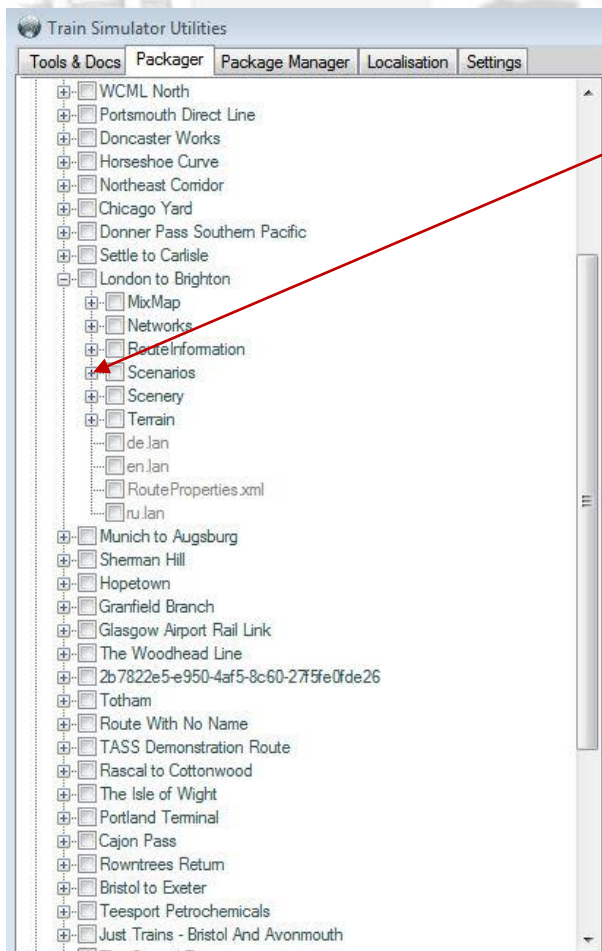 Train Simulator Utilities
Tools & Docs Packager Package Manager Localisation Settings
WCML North
Portsmouth Direct Line
Doncaster Works
Horseshoe Curve
Northeast Corridor
Chicago Yard
Donner Pass Southern Pacific
Settle to Carlisle
London to Brighton
MixMap
Networks
RouteInformation
Scenarios
Scenery
Terrain
de.lan
en.lan
RouteProperties.xml
ru.lan
Munich to Augsburg
Sherman Hill
Hopetown
Granfield Branch
Glasgow Airport Rail Link
The Woodhead Line
2b7822e5-e950-4af5-8c60-27f5fe0fde26
Totham
Route With No Name
TASS Demonstration Route
Rascal to Cottonwood
The Isle of Wight
Portland Terminal
Cajon Pass
Rowntrees Return
Bristol to Exeter
Teesport Petrochemicals
Just Trains - Bristol And Avonmouth